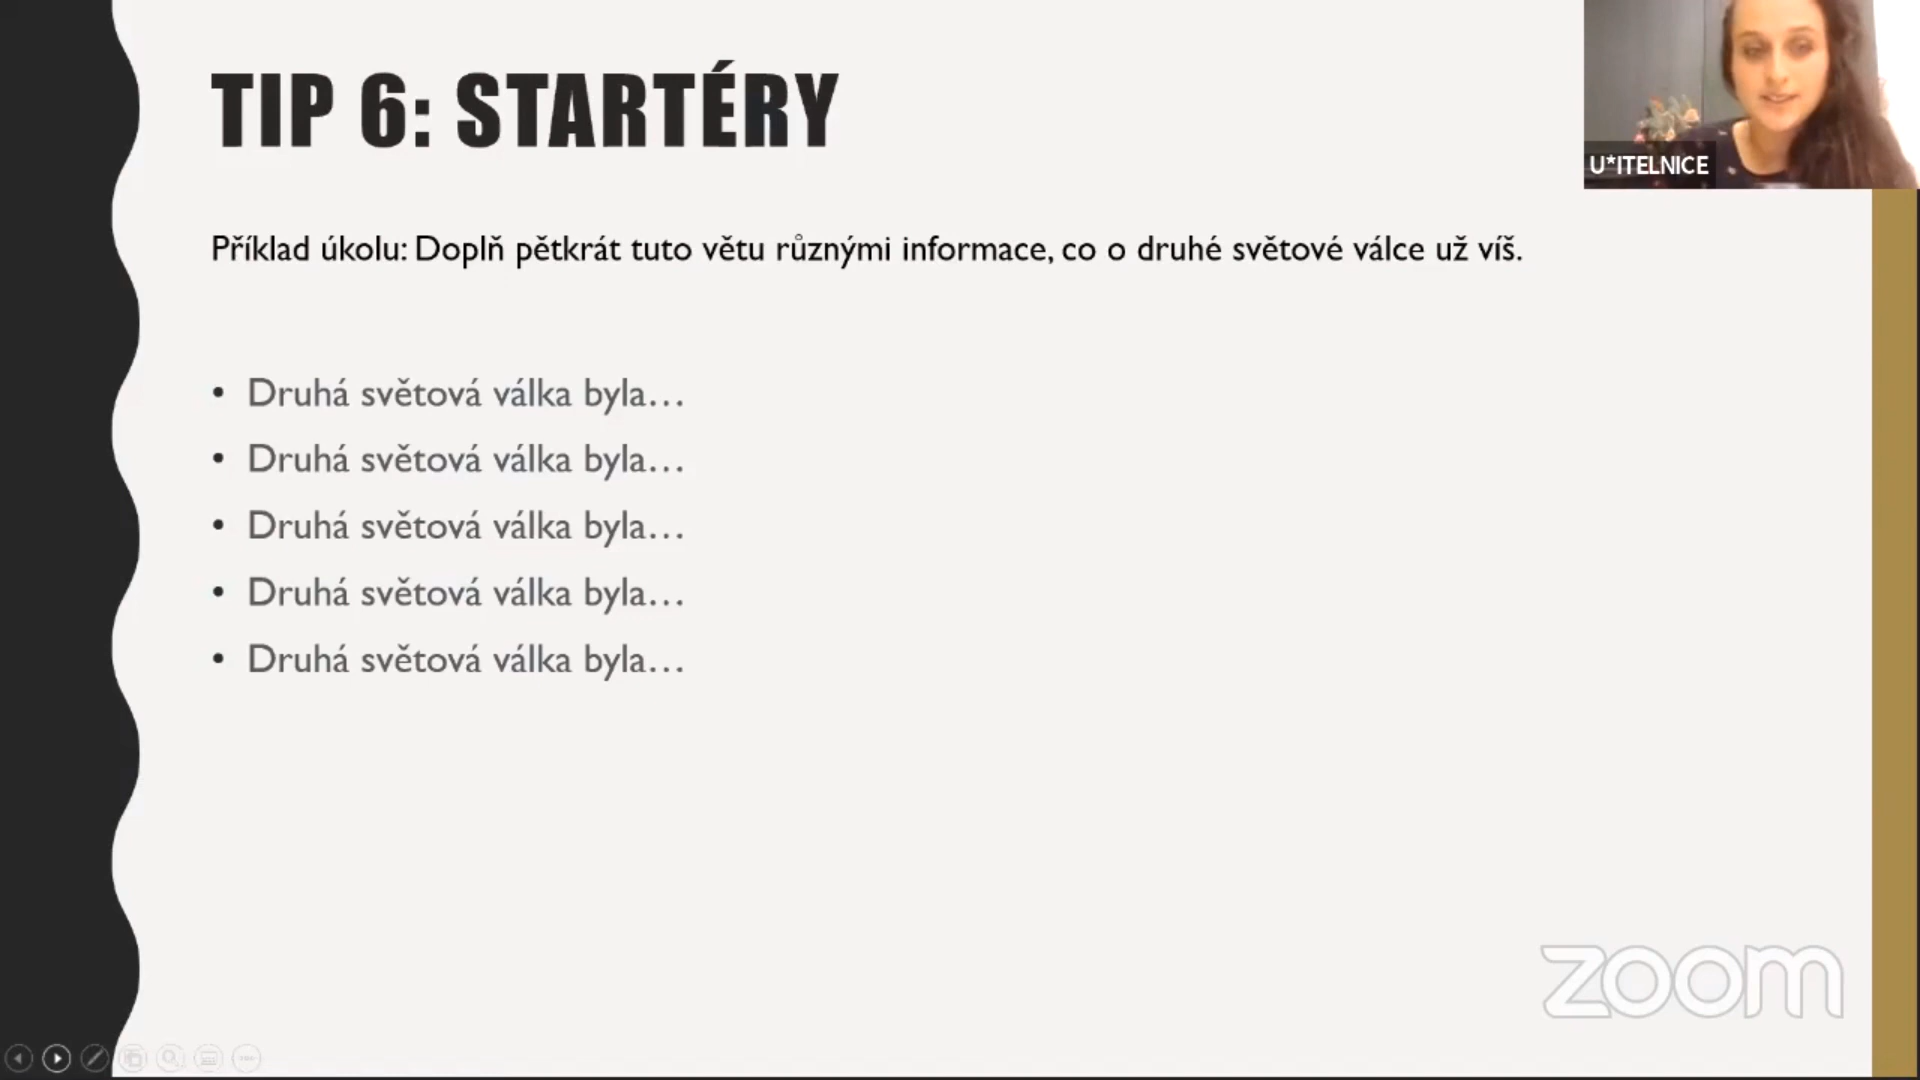 TIP 6: STARTÉRY
U*ITELNICE
Příklad úkolu: Doplň pětkrát tuto větu různými informace, co o druhé světové válce už víš.
• Druhá světová válka byla…
• Druhá světová válka byla…
• Druhá světová válka byla…
• Druhá světová válka byla…
• Druhá světová válka byla…
zoom